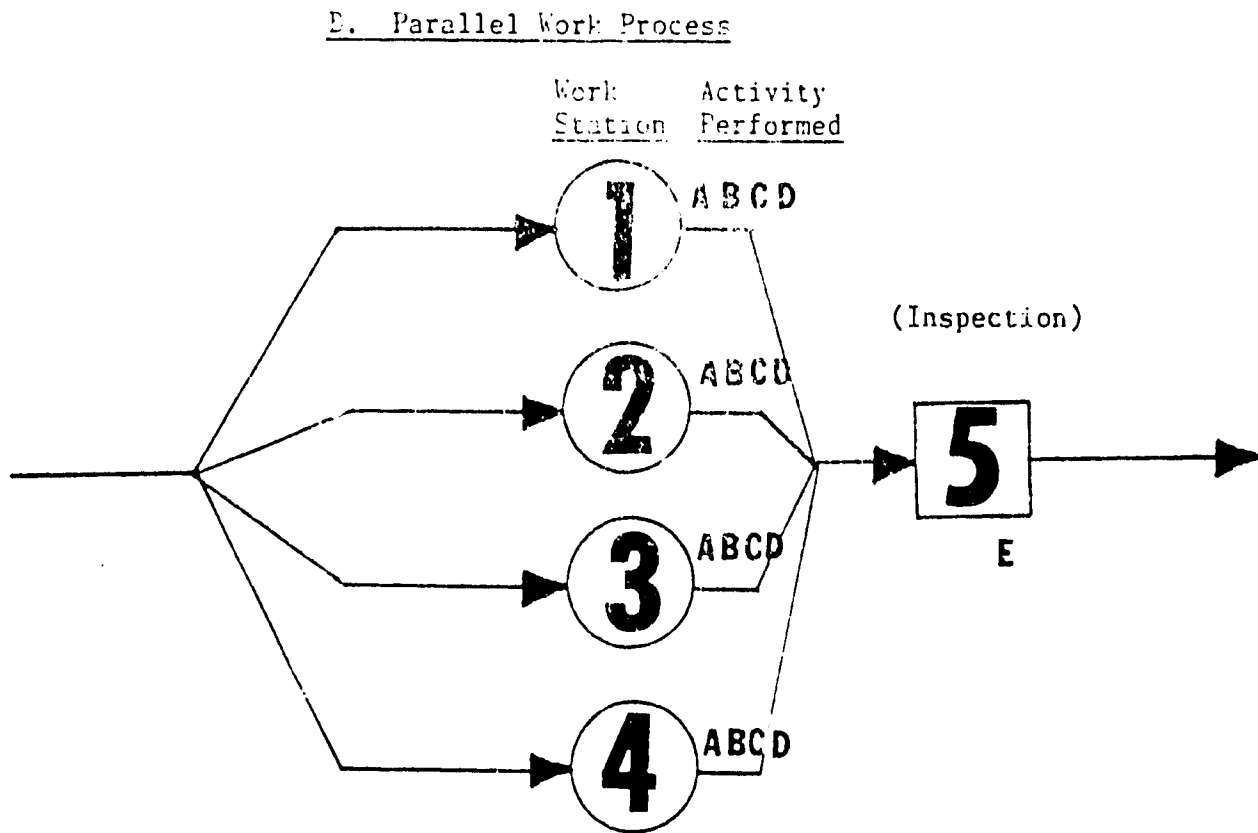 B. Parallel Work Process
Work Activity
Station Performed
1 ABCD
2 ABCD
(Inspection)
5
3 ABCD
E
4 ABCD